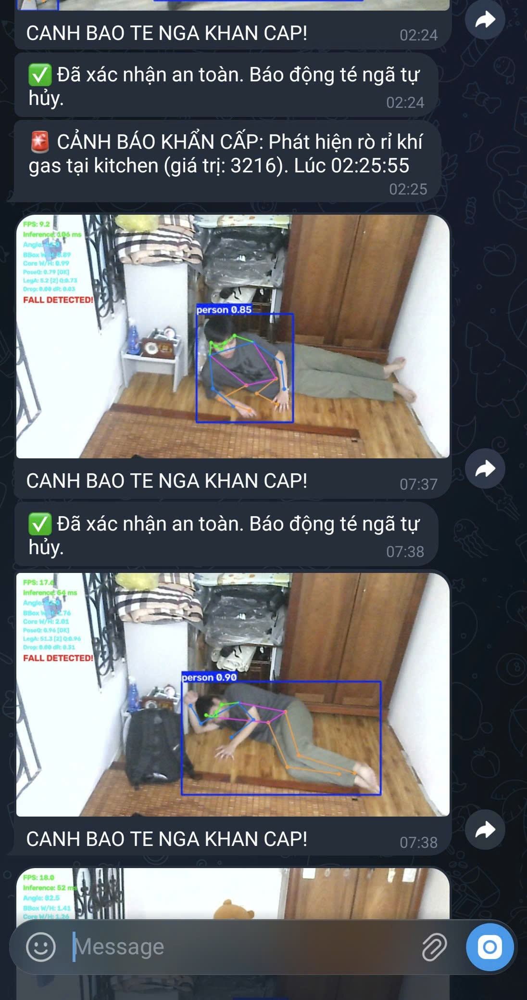 CANH BAO TE NGA KHAN CAP!
02:24
✅ Đã xác nhận an toàn. Báo động té ngã tự
hủy.
02:24
🚨 CẢNH BÁO KHẨN CẤP: Phát hiện rò rỉ khí
gas tại kitchen (giá trị: 3216). Lúc 02:25:55
02:25
FPS: 9.2
Inference: 106 ms
Angle:
BBox W/H: 0.89
Core W/H: 0.99
PoseQ: 0.79 [OK]
LegA: 5.2 [2] Q:0.73
Drop: 0.00 dR: 0.03
FALL DETECTED!
person 0.85
CANH BAO TE NGA KHAN CAP!
07:37
✅ Đã xác nhận an toàn. Báo động té ngã tự
hủy.
07:38
FPS: 17.6
Inference: 54 ms
Angle:
BBox W/H: 1.76
Core W/H: 2.01
PoseQ: 0.96 [OK]
LegA: 51.3 [2] Q:0.96
Drop: 0.00 dR: 0.31
FALL DETECTED!
person 0.90
CANH BAO TE NGA KHAN CAP!
07:38
FPS: 18.0
Inference: 52 ms
Angle: 82.5
BBox W/H: 1.41
Core W/H: 1.26
Message